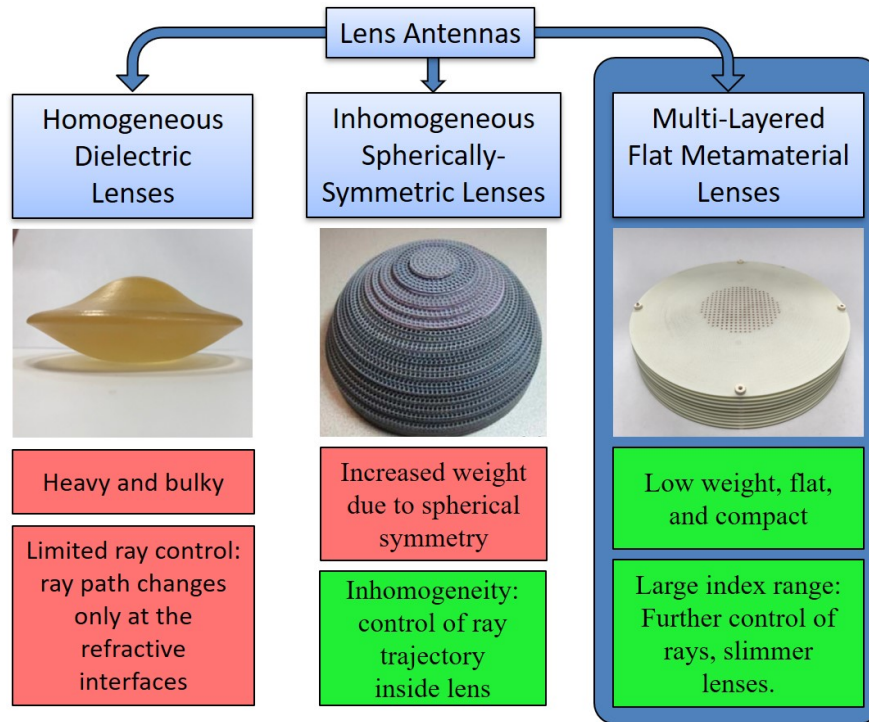 Lens Antennas
Homogeneous
Dielectric
Lenses
Heavy and bulky
Limited ray control:
ray path changes
only at the
refractive
interfaces
Inhomogeneous
Spherically-
Symmetric Lenses
Increased weight
due to spherical
symmetry
Inhomogeneity:
control of ray
trajectory
inside lens
Multi-Layered
Flat Metamaterial
Lenses
Low weight, flat,
and compact
Large index range:
Further control of
rays, slimmer
lenses.